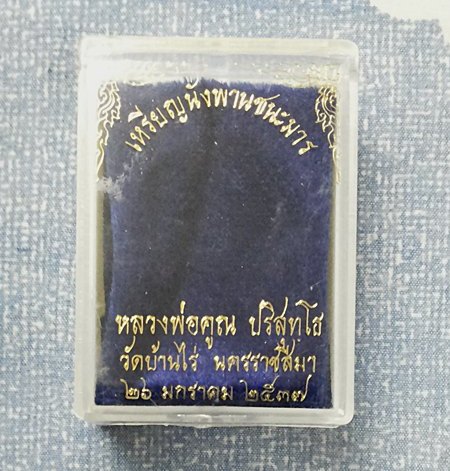 เหรียญนั่งพานชนะมาร
หลวงพ่อคูณ ปริสุทโธ
วัดบ้านไร่ นครราชสีมา
๒๖ มกราคม ๒๕๓๗